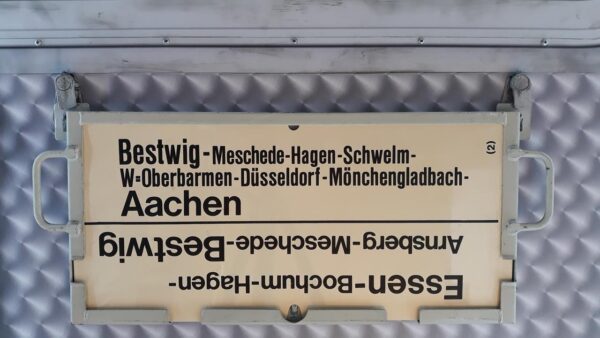 Bestwig-Meschede-Hagen-Schwelm-
W=Oberbarmen-Düsseldorf-Mönchengladbach-
Aachen
(2)
Essen-Bochum-Hagen-
Arnsberg-Meschede-Bestwig